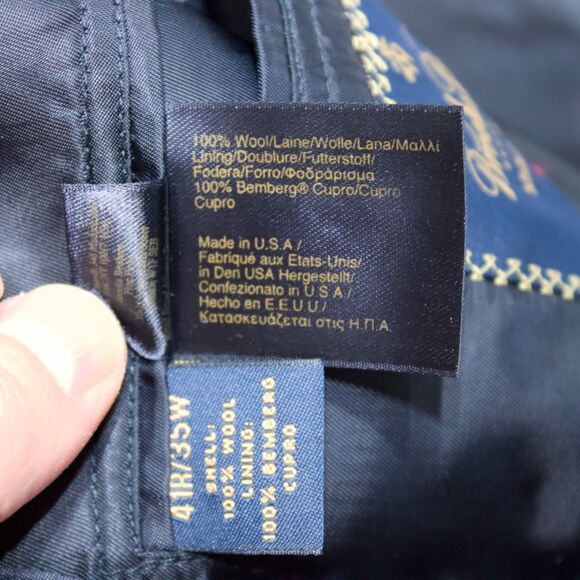 100% Wool/Laine/Wolle/Lana/Μαλλί
Lining/Doublure/Futterstoff/
Fodera/Forro/Φοδράρισμα
100% Bemberg® Cupro/Cupro
Cupro
Made in U.S.A/
Fabriqué aux Etats-Unis/
in Den USA Hergestellt/
Confezionato in U.S.A/
Hecho en E.E.U.U./
Κατασκευάζεται στις Η.Π.Α.
41R/35W
SHELL:
100% WOOL
LINING:
100% BEMBERG
CUPRO